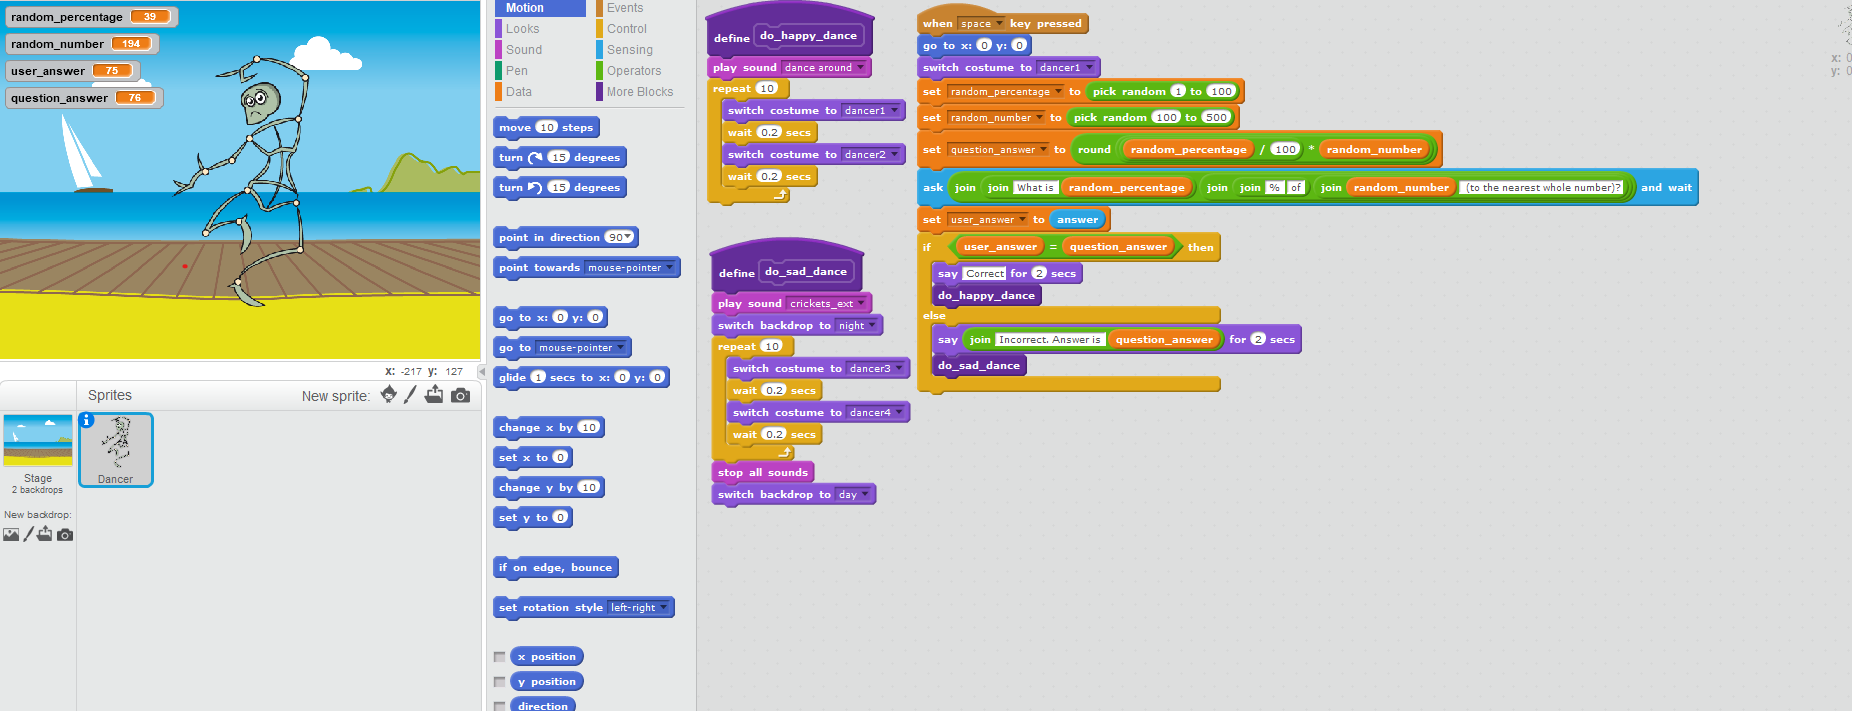 random_percentage 39
random_number 194
user_answer 75
question_answer 76
x: -217 y: 127
Sprites
New sprite:
Stage
2 backdrops
New backdrop:
Dancer
Motion
Looks
Sound
Pen
Data
Events
Control
Sensing
Operators
More Blocks
move 10 steps
turn 15 degrees
turn 15 degrees
point in direction 90
point towards mouse-pointer
go to x: 0 y: 0
go to mouse-pointer
glide 1 secs to x: 0 y: 0
change x by 10
set x to 0
change y by 10
set y to 0
if on edge, bounce
set rotation style left-right
x position
y position
direction
define do_happy_dance
play sound dance around
repeat 10
switch costume to dancer1
wait 0.2 secs
switch costume to dancer2
wait 0.2 secs
define do_sad_dance
play sound crickets_ext
switch backdrop to night
repeat 10
switch costume to dancer3
wait 0.2 secs
switch costume to dancer4
wait 0.2 secs
stop all sounds
switch backdrop to day
when space key pressed
go to x: 0 y: 0
switch costume to dancer1
set random_percentage to pick random 1 to 100
set random_number to pick random 100 to 500
set question_answer to round random_percentage / 100 * random_number
ask join join What is random_percentage join join % of join random_number (to the nearest whole number)? and wait
set user_answer to answer
if user_answer = question_answer then
say Correct for 2 secs
do_happy_dance
else
say join Incorrect. Answer is question_answer for 2 secs
do_sad_dance
x: 0
y: 0